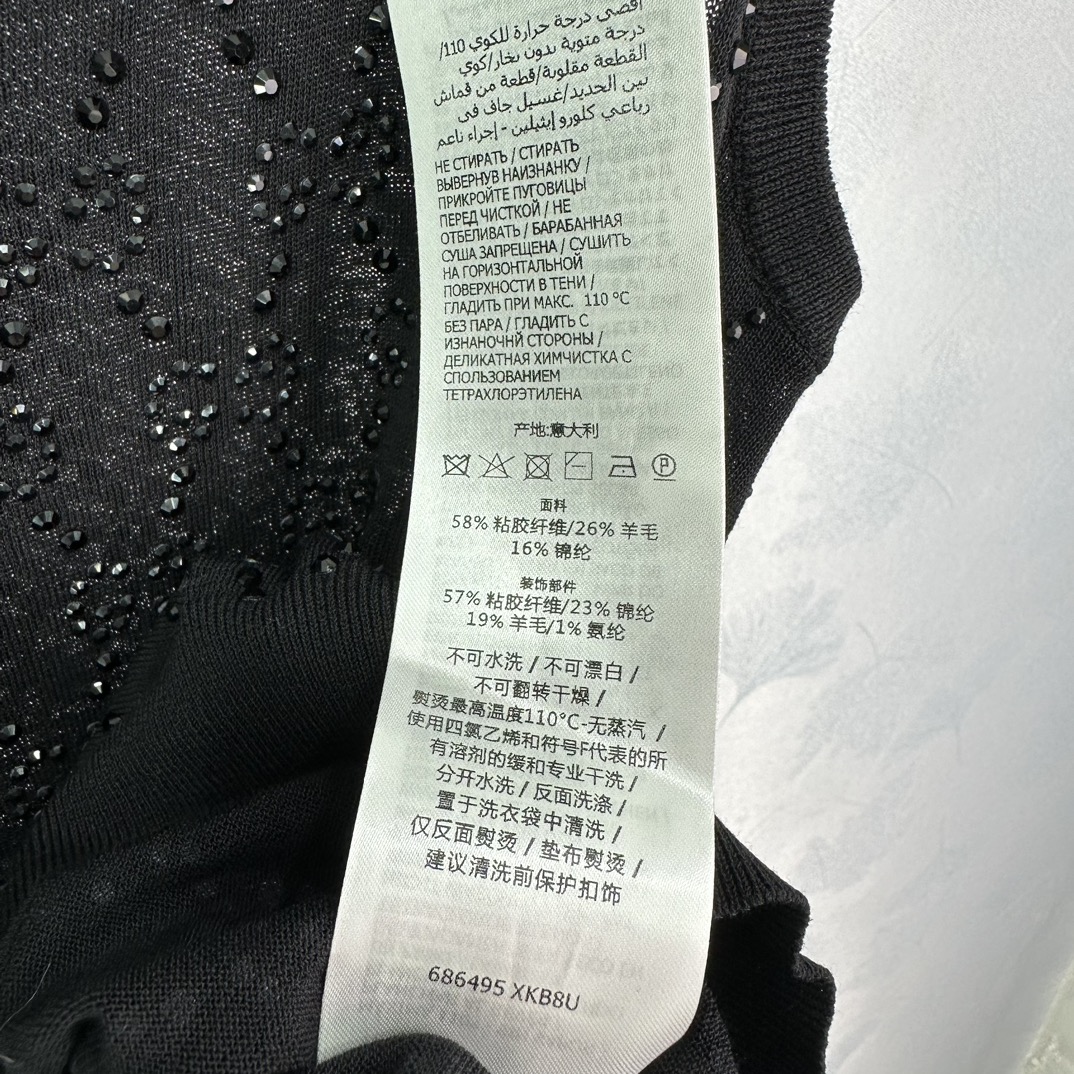 أقصى درجة حرارة للكوي 110/
درجة مئوية بدون بخار/كوي
القطعة مقلوبة/قطعة من قماش
بين الحديد/غسيل جاف في
رباعي كلورو إيثيلين - إجراء ناعم
НЕ СТИРАТЬ / СТИРАТЬ
ВЫВЕРНУВ НАИЗНАНКУ /
ПРИКРОЙТЕ ПУГОВИЦЫ
ПЕРЕД ЧИСТКОЙ / НЕ
ОТБЕЛИВАТЬ / БАРАБАННАЯ
СУША ЗАПРЕЩЕНА / СУШИТЬ
НА ГОРИЗОНТАЛЬНОЙ
ПОВЕРХНОСТИ В ТЕНИ /
ГЛАДИТЬ ПРИ МАКС. 110 °C
БЕЗ ПАРА / ГЛАДИТЬ С
ИЗНАНОЧНЙ СТОРОНЫ /
ДЕЛИКАТНАЯ ХИМЧИСТКА С
СПОЛЬЗОВАНИЕМ
ТЕТРАХЛОРЭТИЛЕНА
产地:意大利
P
面料
58% 粘胶纤维/26% 羊毛
16% 锦纶
装饰部件
57% 粘胶纤维/23% 锦纶
19% 羊毛/1% 氨纶
不可水洗 / 不可漂白 /
不可翻转干燥 /
熨烫最高温度110°C-无蒸汽 /
使用四氯乙烯和符号F代表的所
有溶剂的缓和专业干洗 /
分开水洗 / 反面洗涤 /
置于洗衣袋中清洗 /
仅反面熨烫 / 垫布熨烫 /
建议清洗前保护扣饰
686495 XKB8U